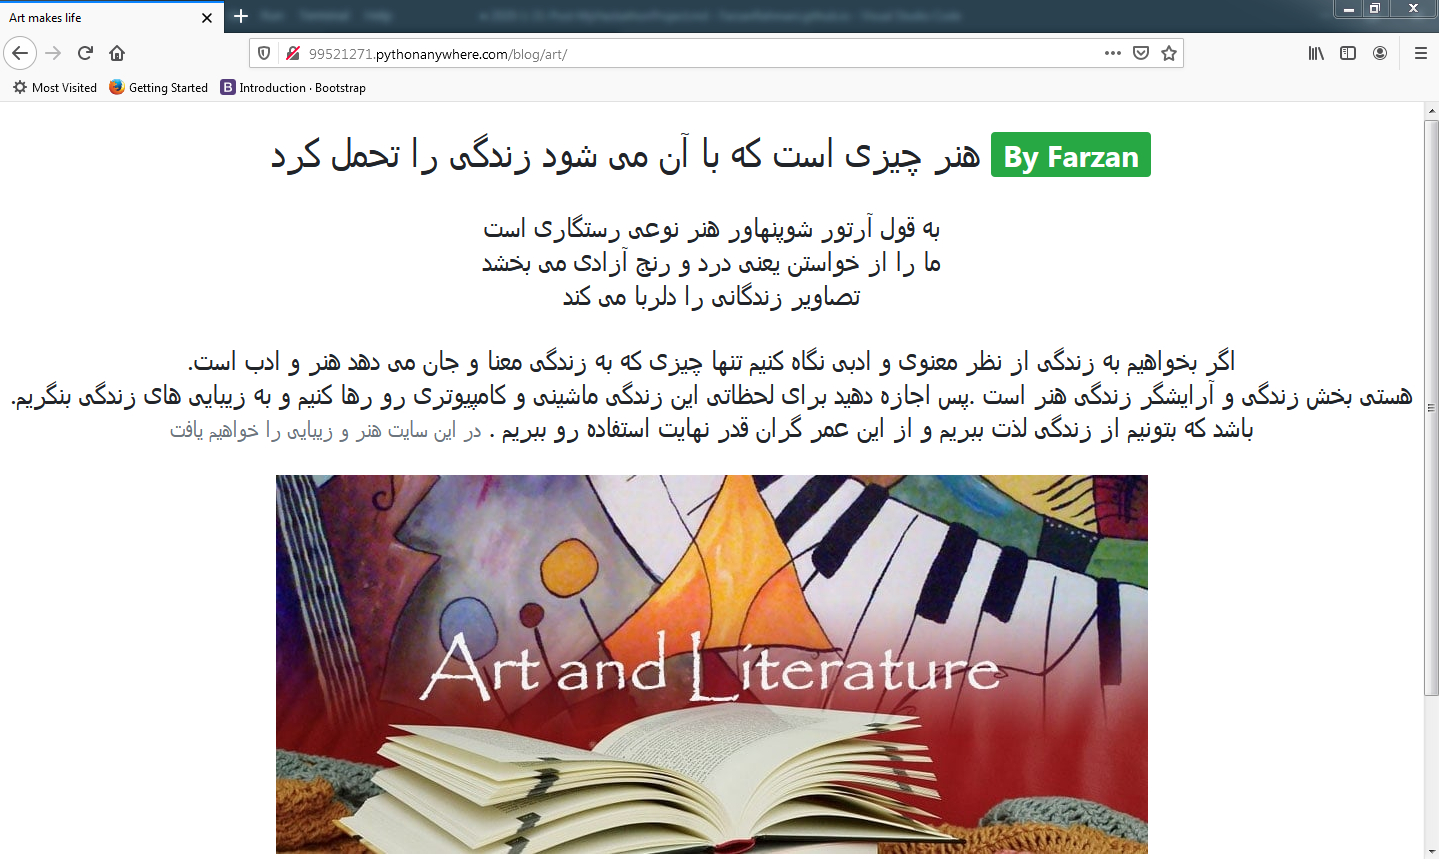 Art makes life
99521271.pythonanywhere.com/blog/art/
Most Visited
Getting Started
B Introduction · Bootstrap
هنر چیزی است که با آن می شود زندگی را تحمل کرد By Farzan
به قول آرتور شوپنهاور هنر نوعی رستگاری است
ما را از خواستن یعنی درد و رنج آزادی می بخشد
تصاویر زندگانی را دلربا می کند
اگر بخواهیم به زندگی از نظر معنوی و ادبی نگاه کنیم تنها چیزی که به زندگی معنا و جان می دهد هنر و ادب است.
هستی بخش زندگی و آرایشگر زندگی هنر است .پس اجازه دهید برای لحظاتی این زندگی ماشینی و کامپیوتری رو رها کنیم و به زیبایی های زندگی بنگریم.
باشد که بتونیم از زندگی لذت ببریم و از این عمر گران قدر نهایت استفاده رو ببریم . در این سایت هنر و زیبایی را خواهیم یافت
Art and Literature